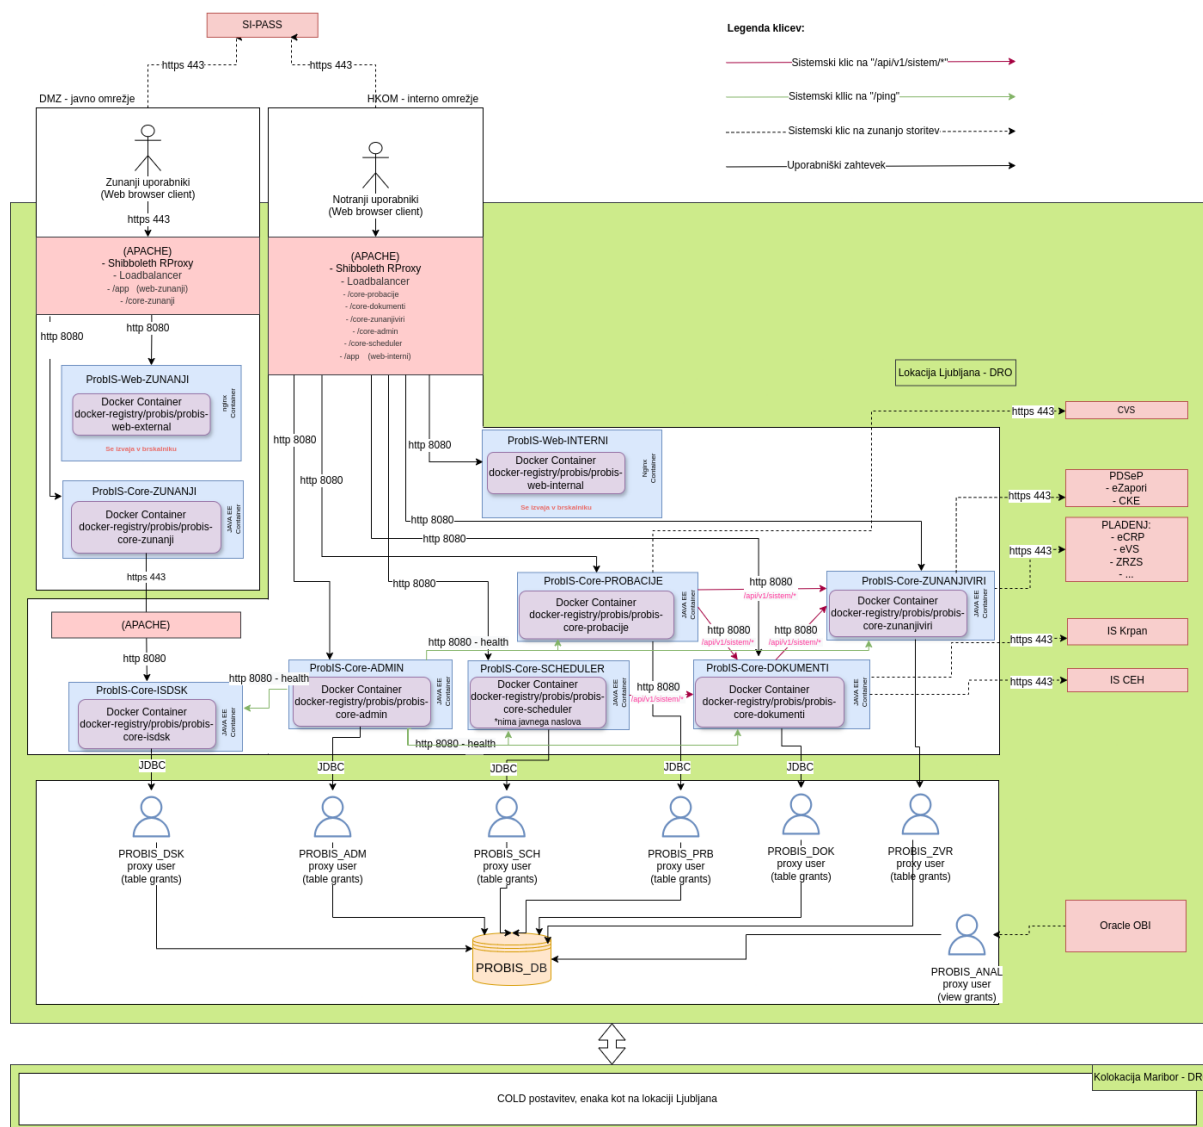 SI-PASS
Legenda klicev:
Sistemski klic na "/api/v1/sistem/*"
Sistemski kllic na "/ping"
Sistemski klic na zunanjo storitev
Uporabniški zahtevek
https 443
https 443
DMZ - javno omrežje
HKOM - interno omrežje
Zunanji uporabniki
(Web browser client)
https 443
Notranji uporabniki
(Web browser client)
(APACHE)
- Shibboleth RProxy
- Loadbalancer
- /app (web-zunanji)
- /core-zunanji
(APACHE)
- Shibboleth RProxy
- Loadbalancer
- /core-probacije
- /core-dokumenti
- /core-zunanjiviri
- /core-admin
- /core-scheduler
- /app (web-interni)
http 8080
http 8080
ProbIS-Web-ZUNANJI
Docker Container
docker-registry/probis/probis-
web-external
Se izvaja v brskalniku
nginx
Container
ProbIS-Core-ZUNANJI
Docker Container
docker-registry/probis/probis-
core-zunanji
JAVA EE
Container
https 443
(APACHE)
http 8080
ProbIS-Core-ISDSK
Docker Container
docker-registry/probis/probis-
core-isdsk
JAVA EE
Container
http 8080
http 8080
http 8080
http 8080
http 8080
http 8080
ProbIS-Web-INTERNI
Docker Container
docker-registry/probis/probis-
web-internal
Se izvaja v brskalniku
Nginx
Container
Lokacija Ljubljana - DRO
https 443
CVS
https 443
PDSeP
- eZapori
- CKE
https 443
PLADENJ:
- eCRP
- eVS
- ZRZS
- ...
https 443
IS Krpan
https 443
IS CEH
ProbIS-Core-PROBACIJE
Docker Container
docker-registry/probis/probis-
core-probacije
JAVA EE
Container
http 8080
/api/v1/sistem/*
http 8080
/api/v1/sistem/*
http 8080
/api/v1/sistem/*
ProbIS-Core-ZUNANJIVIRI
Docker Container
docker-registry/probis/probis-
core-zunanjiviri
JAVA EE
Container
http 8080 - health
http 8080 - health
http 8080 - health
ProbIS-Core-ADMIN
Docker Container
docker-registry/probis/probis-
core-admin
JAVA EE
Container
ProbIS-Core-SCHEDULER
Docker Container
docker-registry/probis/probis-
core-scheduler
*nima javnega naslova
JAVA EE
Container
http 8080
/api/v1/sistem/*
ProbIS-Core-DOKUMENTI
Docker Container
docker-registry/probis/probis-
core-dokumenti
JAVA EE
Container
JDBC
JDBC
JDBC
JDBC
JDBC
PROBIS_DSK
proxy user
(table grants)
PROBIS_ADM
proxy user
(table grants)
PROBIS_SCH
proxy user
(table grants)
PROBIS_PRB
proxy user
(table grants)
PROBIS_DOK
proxy user
(table grants)
PROBIS_ZVR
proxy user
(table grants)
PROBIS_DB
PROBIS_ANAL
proxy user
(view grants)
Oracle OBI
Kolokacija Maribor - DR
COLD postavitev, enaka kot na lokaciji Ljubljana